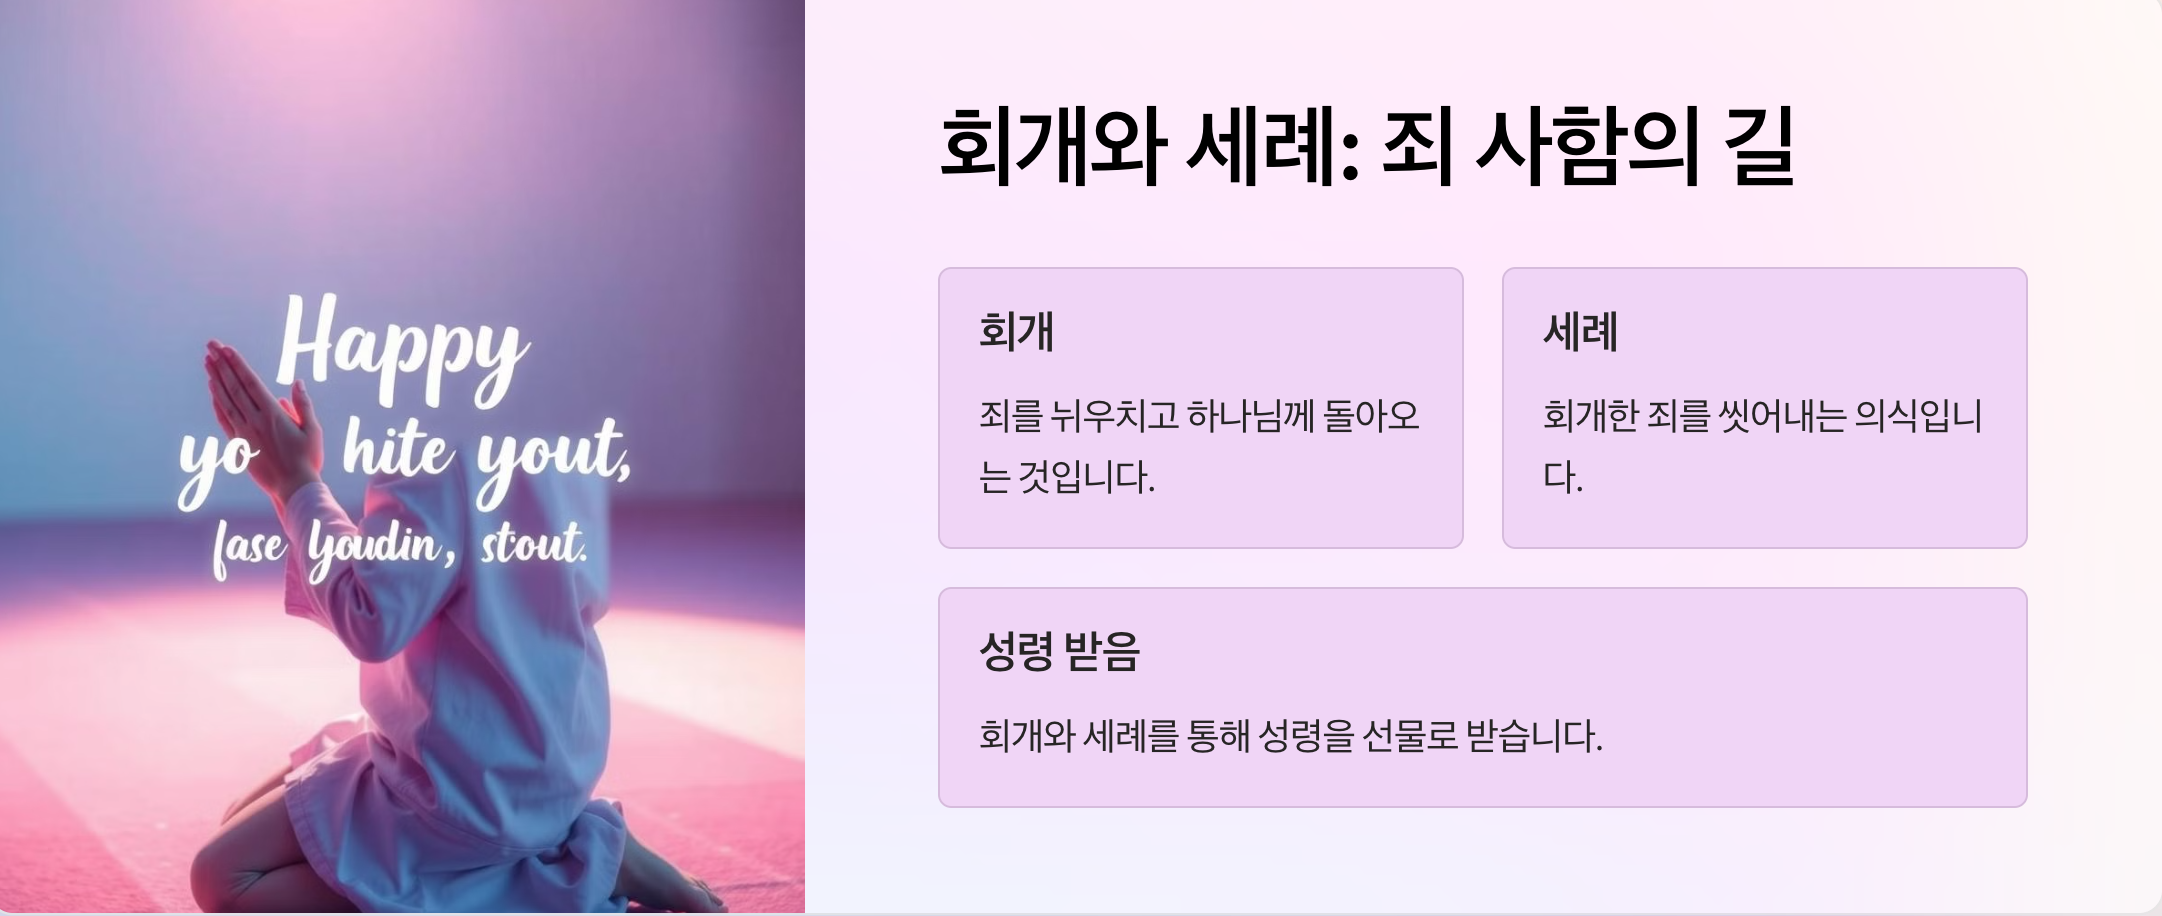 Happy
yo hite yout,
fase youdin, stout.
회개와 세례: 죄 사함의 길
회개
죄를 뉘우치고 하나님께 돌아오
는 것입니다.
세례
회개한 죄를 씻어내는 의식입니
다.
성령 받음
회개와 세례를 통해 성령을 선물로 받습니다.